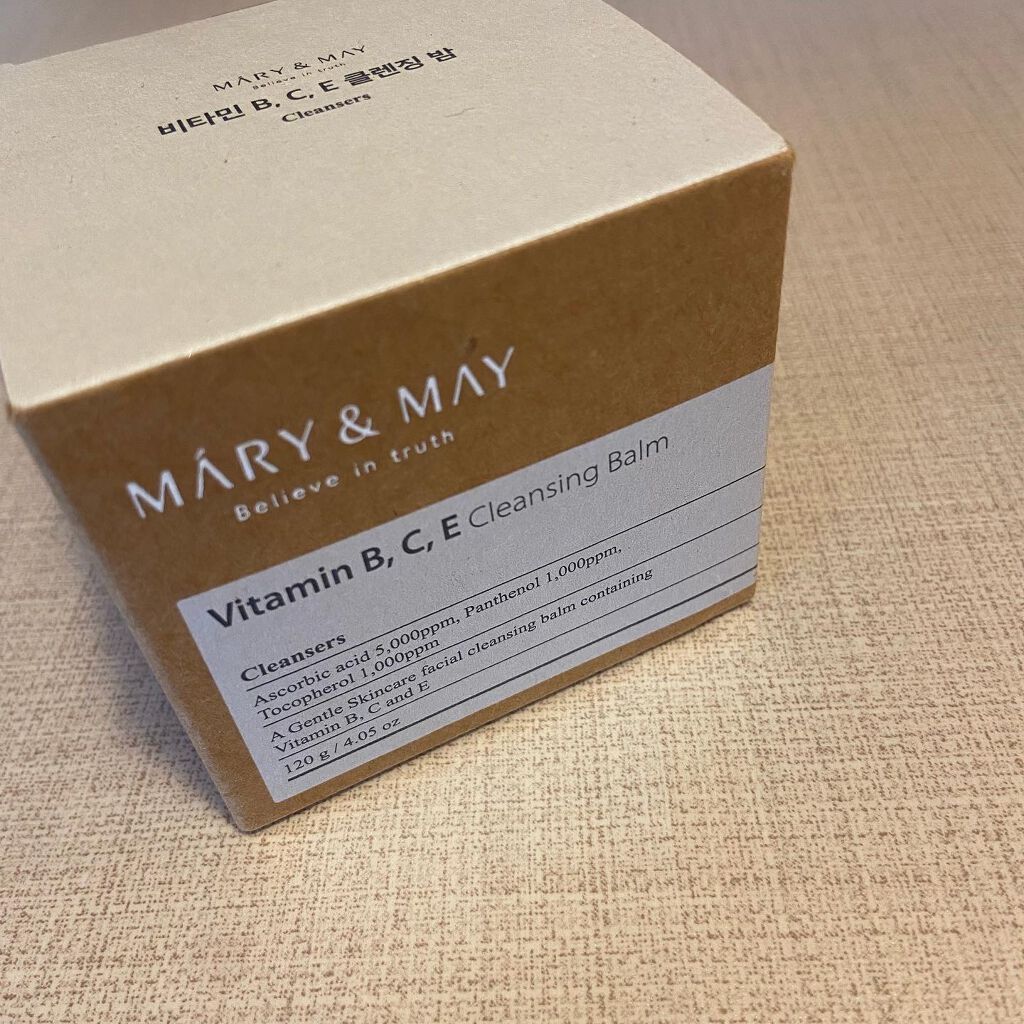 MARY & MAY
Believe in truth
비타민 B, C, E 클렌징 밤
Cleansers
MARY & MAY
Believe in truth
Vitamin B, C, E Cleansing Balm
Cleansers
Ascorbic acid 5,000ppm, Panthenol 1,000ppm,
Tocopherol 1,000ppm
A Gentle Skincare facial cleansing balm containing
Vitamin B, C and E
120 g / 4.05 oz